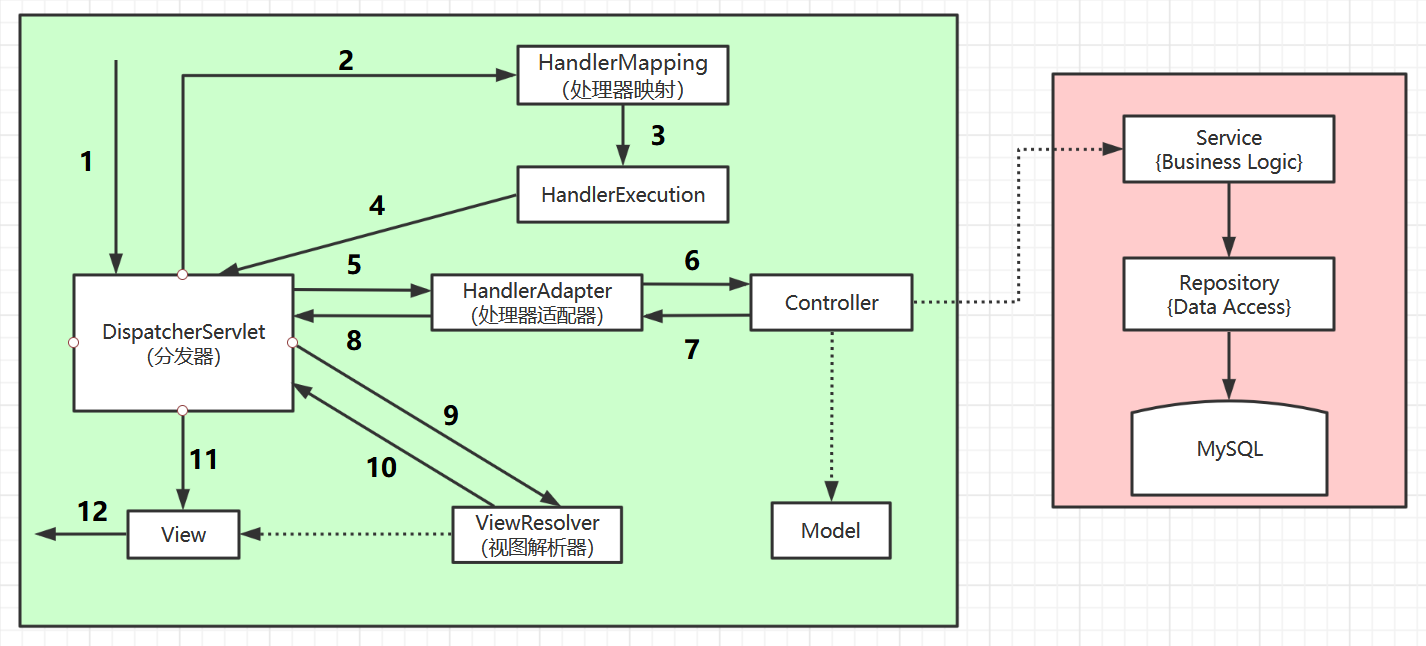 2
HandlerMapping
（处理器映射）
1
3
HandlerExecution
4
5
6
HandlerAdapter
（处理器适配器）
Controller
DispatcherServlet
（分发器）
8
7
9
10
11
12
View
ViewResolver
（视图解析器）
Model
Service
{Business Logic}
Repository
{Data Access}
MySQL